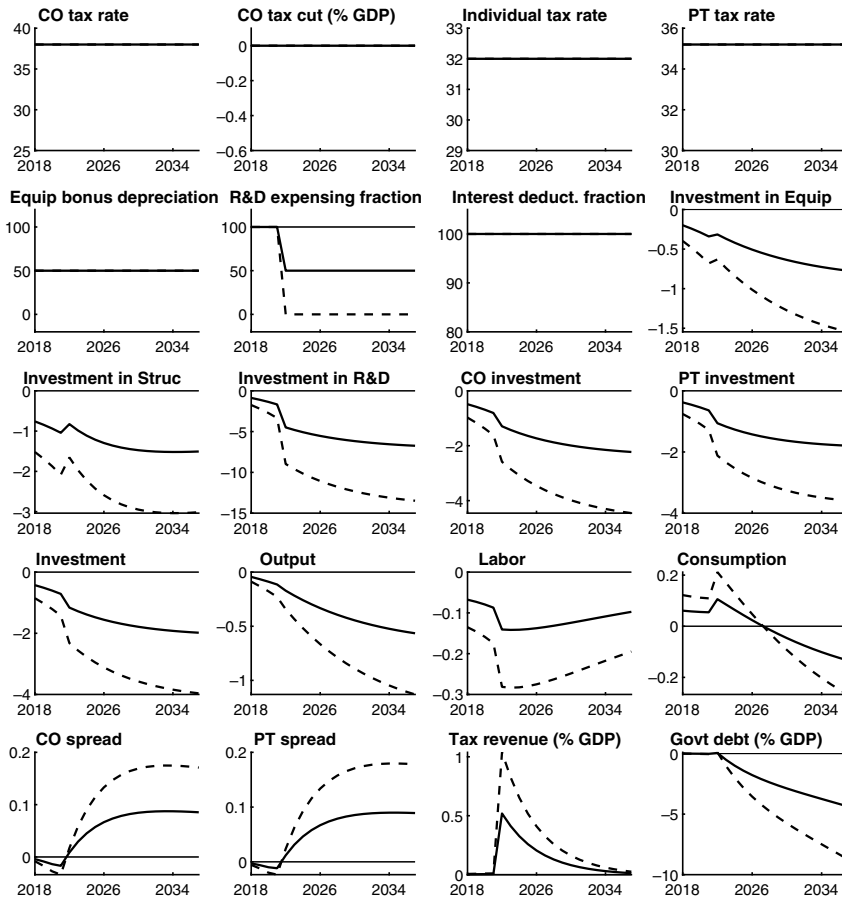 CO tax rate CO tax cut (% GDP) Individual tax rate PT tax rate
40 0 33 36
35 −0.2 32 34
30 −0.4 31 32
25 −0.6 30 30
29
2018 2026 2034 2018 2026 2034 2018 2026 2034 2018 2026 2034
Equip bonus depreciation R&D expensing fraction Interest deduct. fraction Investment in Equip
100 100 100 0
50 50 90 −0.5
0 0 80 −1
−1.5
2018 2026 2034 2018 2026 2034 2018 2026 2034 2018 2026 2034
Investment in Struc Investment in R&D CO investment PT investment
0 0 0 0
−1 −5 −2 −2
−2 −10 −4 −4
−3 −15
2018 2026 2034 2018 2026 2034 2018 2026 2034 2018 2026 2034
Investment Output Labor Consumption
0 0 0 0.2
−2 −0.5 −0.1 0
−4 −1 −0.2 −0.2
−0.3
2018 2026 2034 2018 2026 2034 2018 2026 2034 2018 2026 2034
CO spread PT spread Tax revenue (% GDP) Govt debt (% GDP)
0.2 0.2 1 0
0.1 0.1 0.5 −5
0 0 0 −10
2018 2026 2034 2018 2026 2034 2018 2026 2034 2018 2026 2034